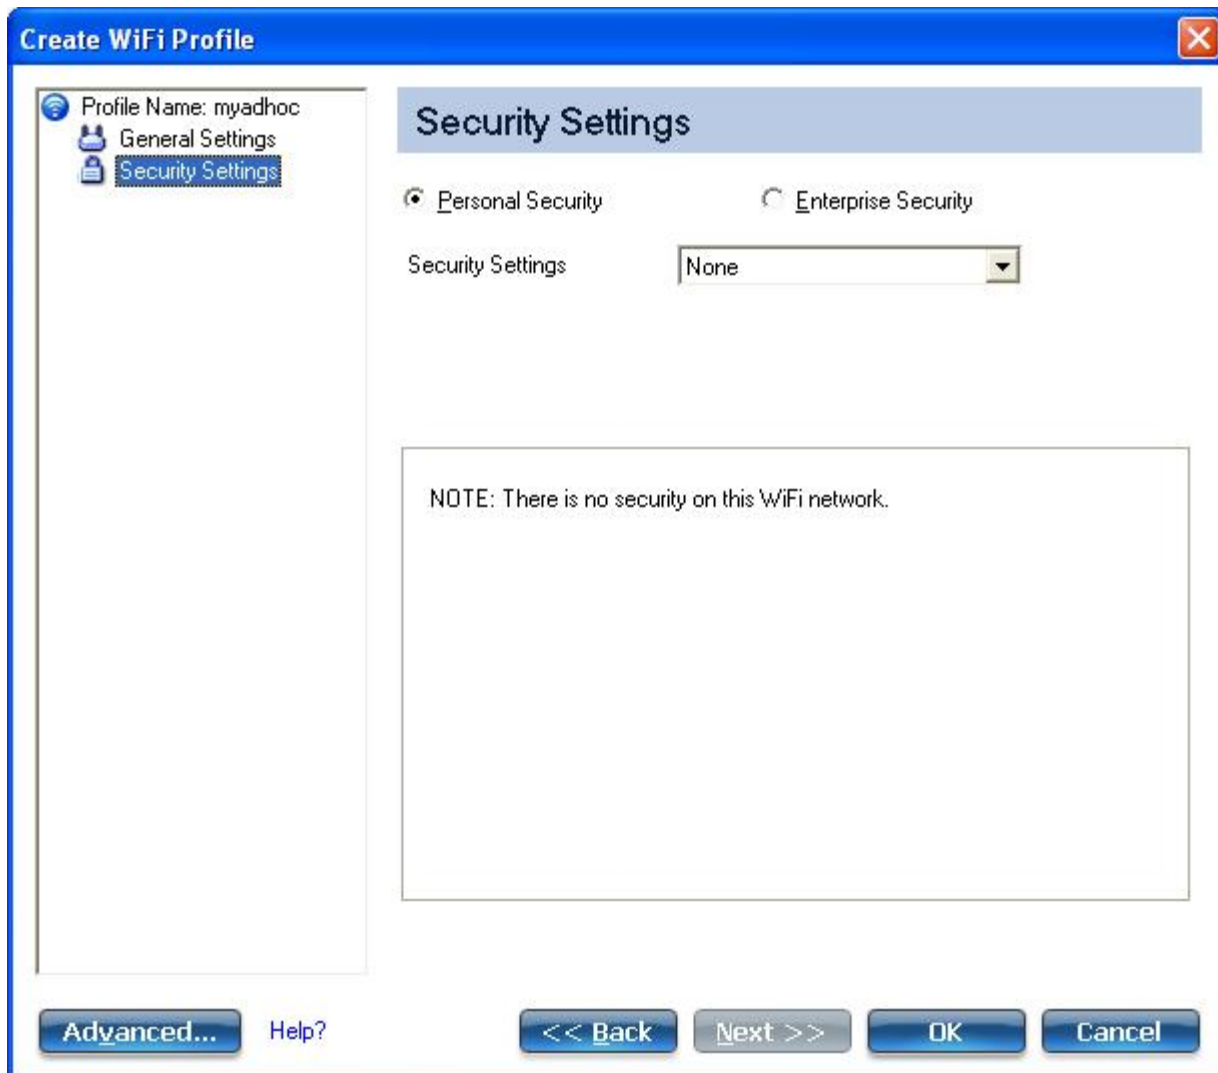 Create WiFi Profile
Profile Name: myadhoc
General Settings
Security Settings
Security Settings
Personal Security
Enterprise Security
Security Settings
None
NOTE: There is no security on this WiFi network.
Advanced...
Help?
<< Back
Next >>
OK
Cancel